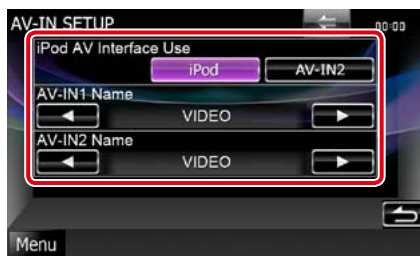 AV-IN SETUP
00:00
iPod AV Interface Use
iPod AV-IN2
AV-IN1 Name
VIDEO
AV-IN2 Name
VIDEO
Menu